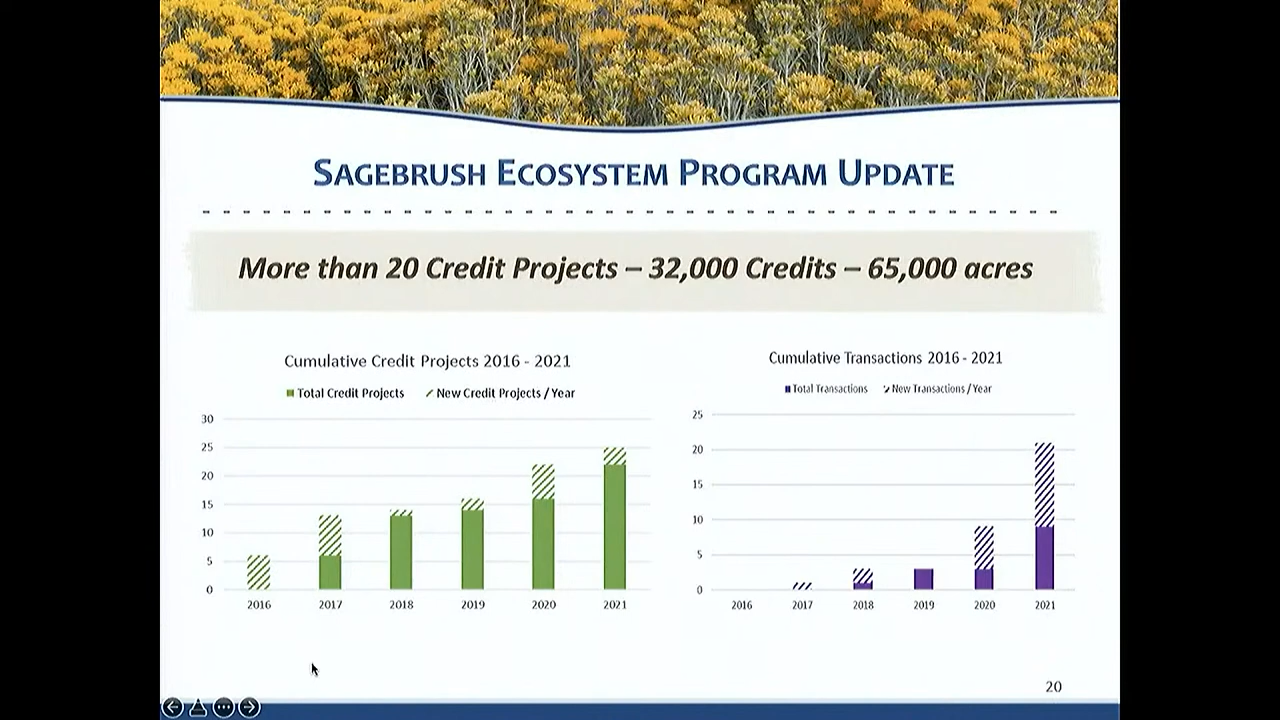 SAGEBRUSH ECOSYSTEM PROGRAM UPDATE
More than 20 Credit Projects – 32,000 Credits – 65,000 acres
Cumulative Credit Projects 2016 - 2021
Total Credit Projects New Credit Projects / Year
30
25
20
15
10
5
0
2016 2017 2018 2019 2020 2021
Cumulative Transactions 2016 - 2021
Total Transactions New Transactions / Year
25
20
15
10
5
0
2016 2017 2018 2019 2020 2021
20